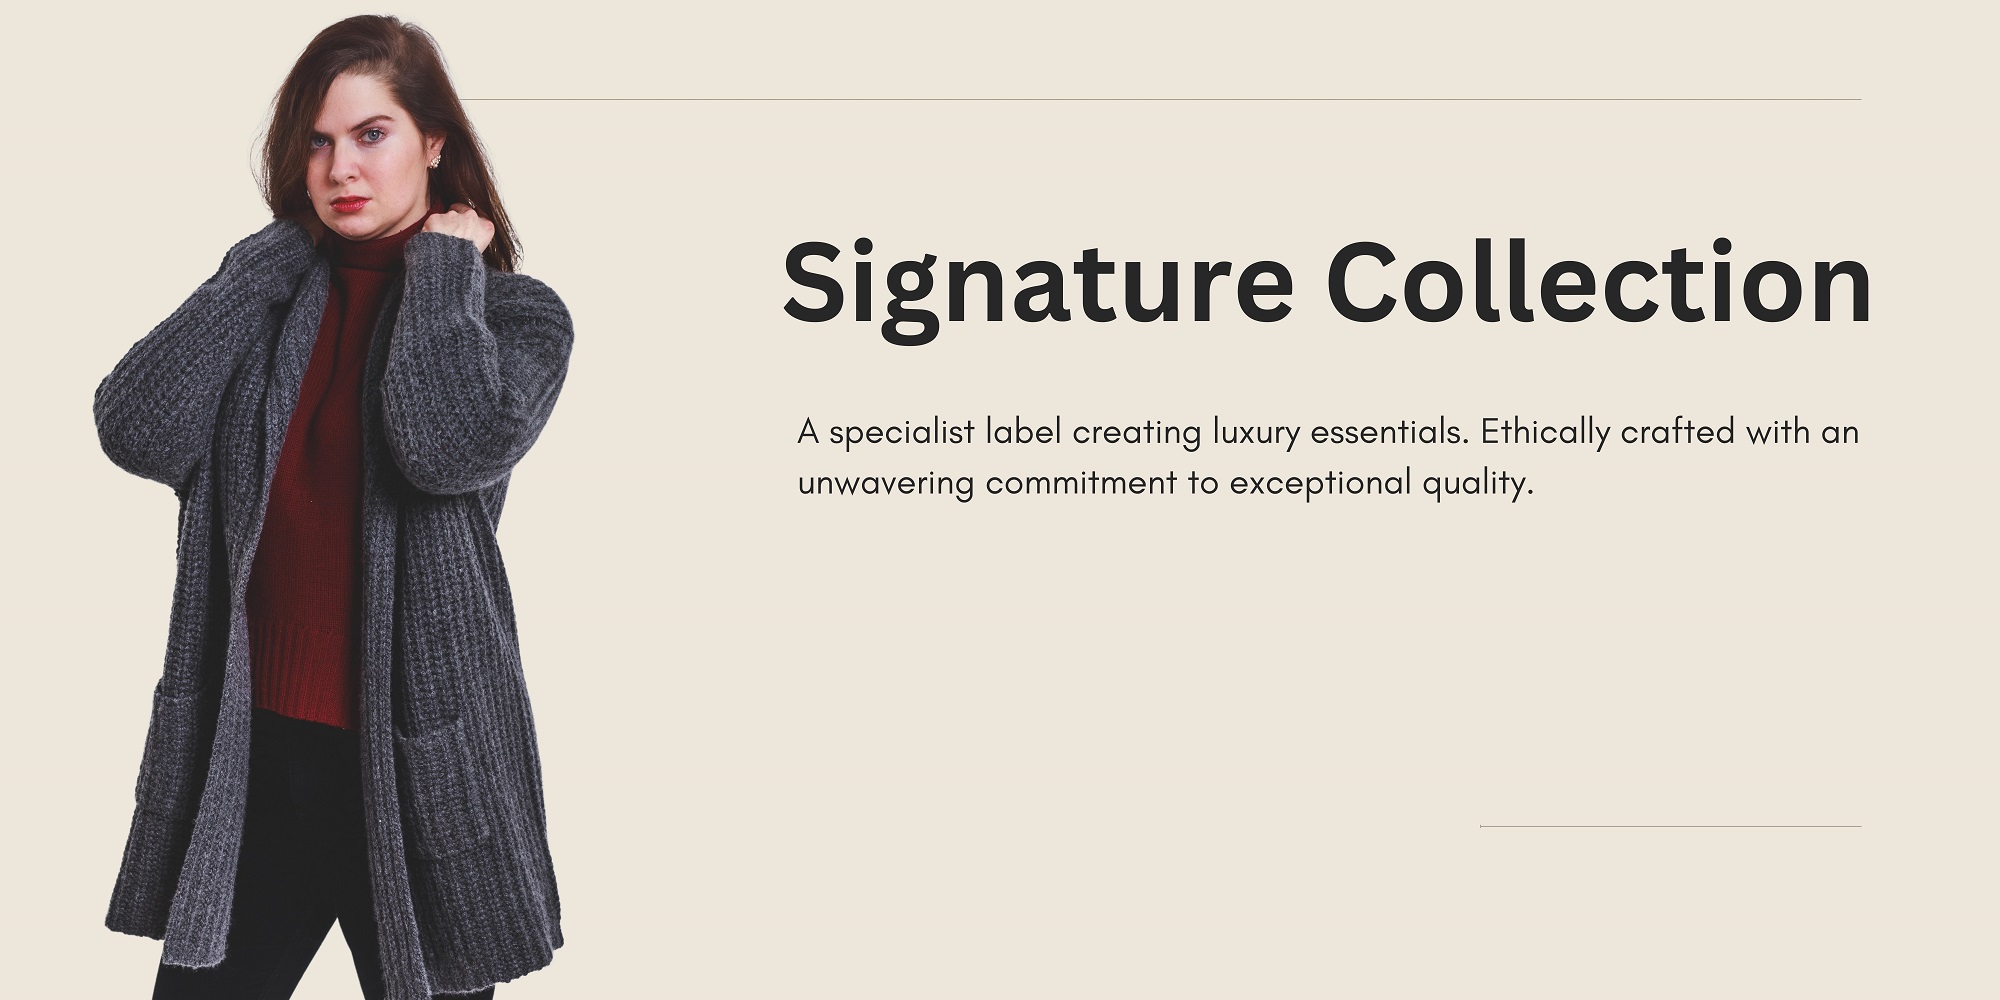 Signature Collection
A specialist label creating luxury essentials. Ethically crafted with an
unwavering commitment to exceptional quality.